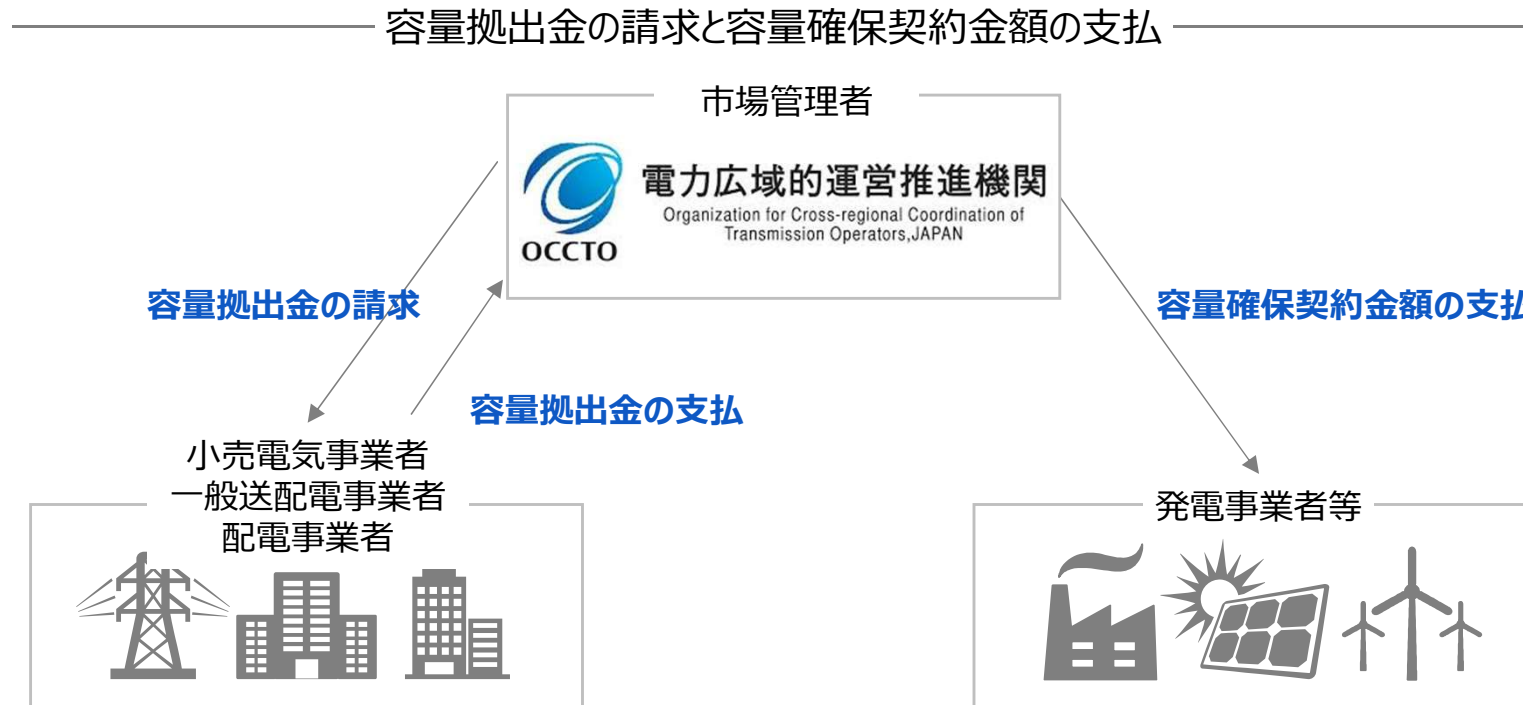 容量拠出金の請求と容量確保契約金額の支払
市場管理者
電力広域的運営推進機関
Organization for Cross-regional Coordination of
Transmission Operators,JAPAN
OCCTO
容量拠出金の請求
容量確保契約金額の支払
容量拠出金の支払
小売電気事業者
一般送配電事業者
配電事業者
発電事業者等